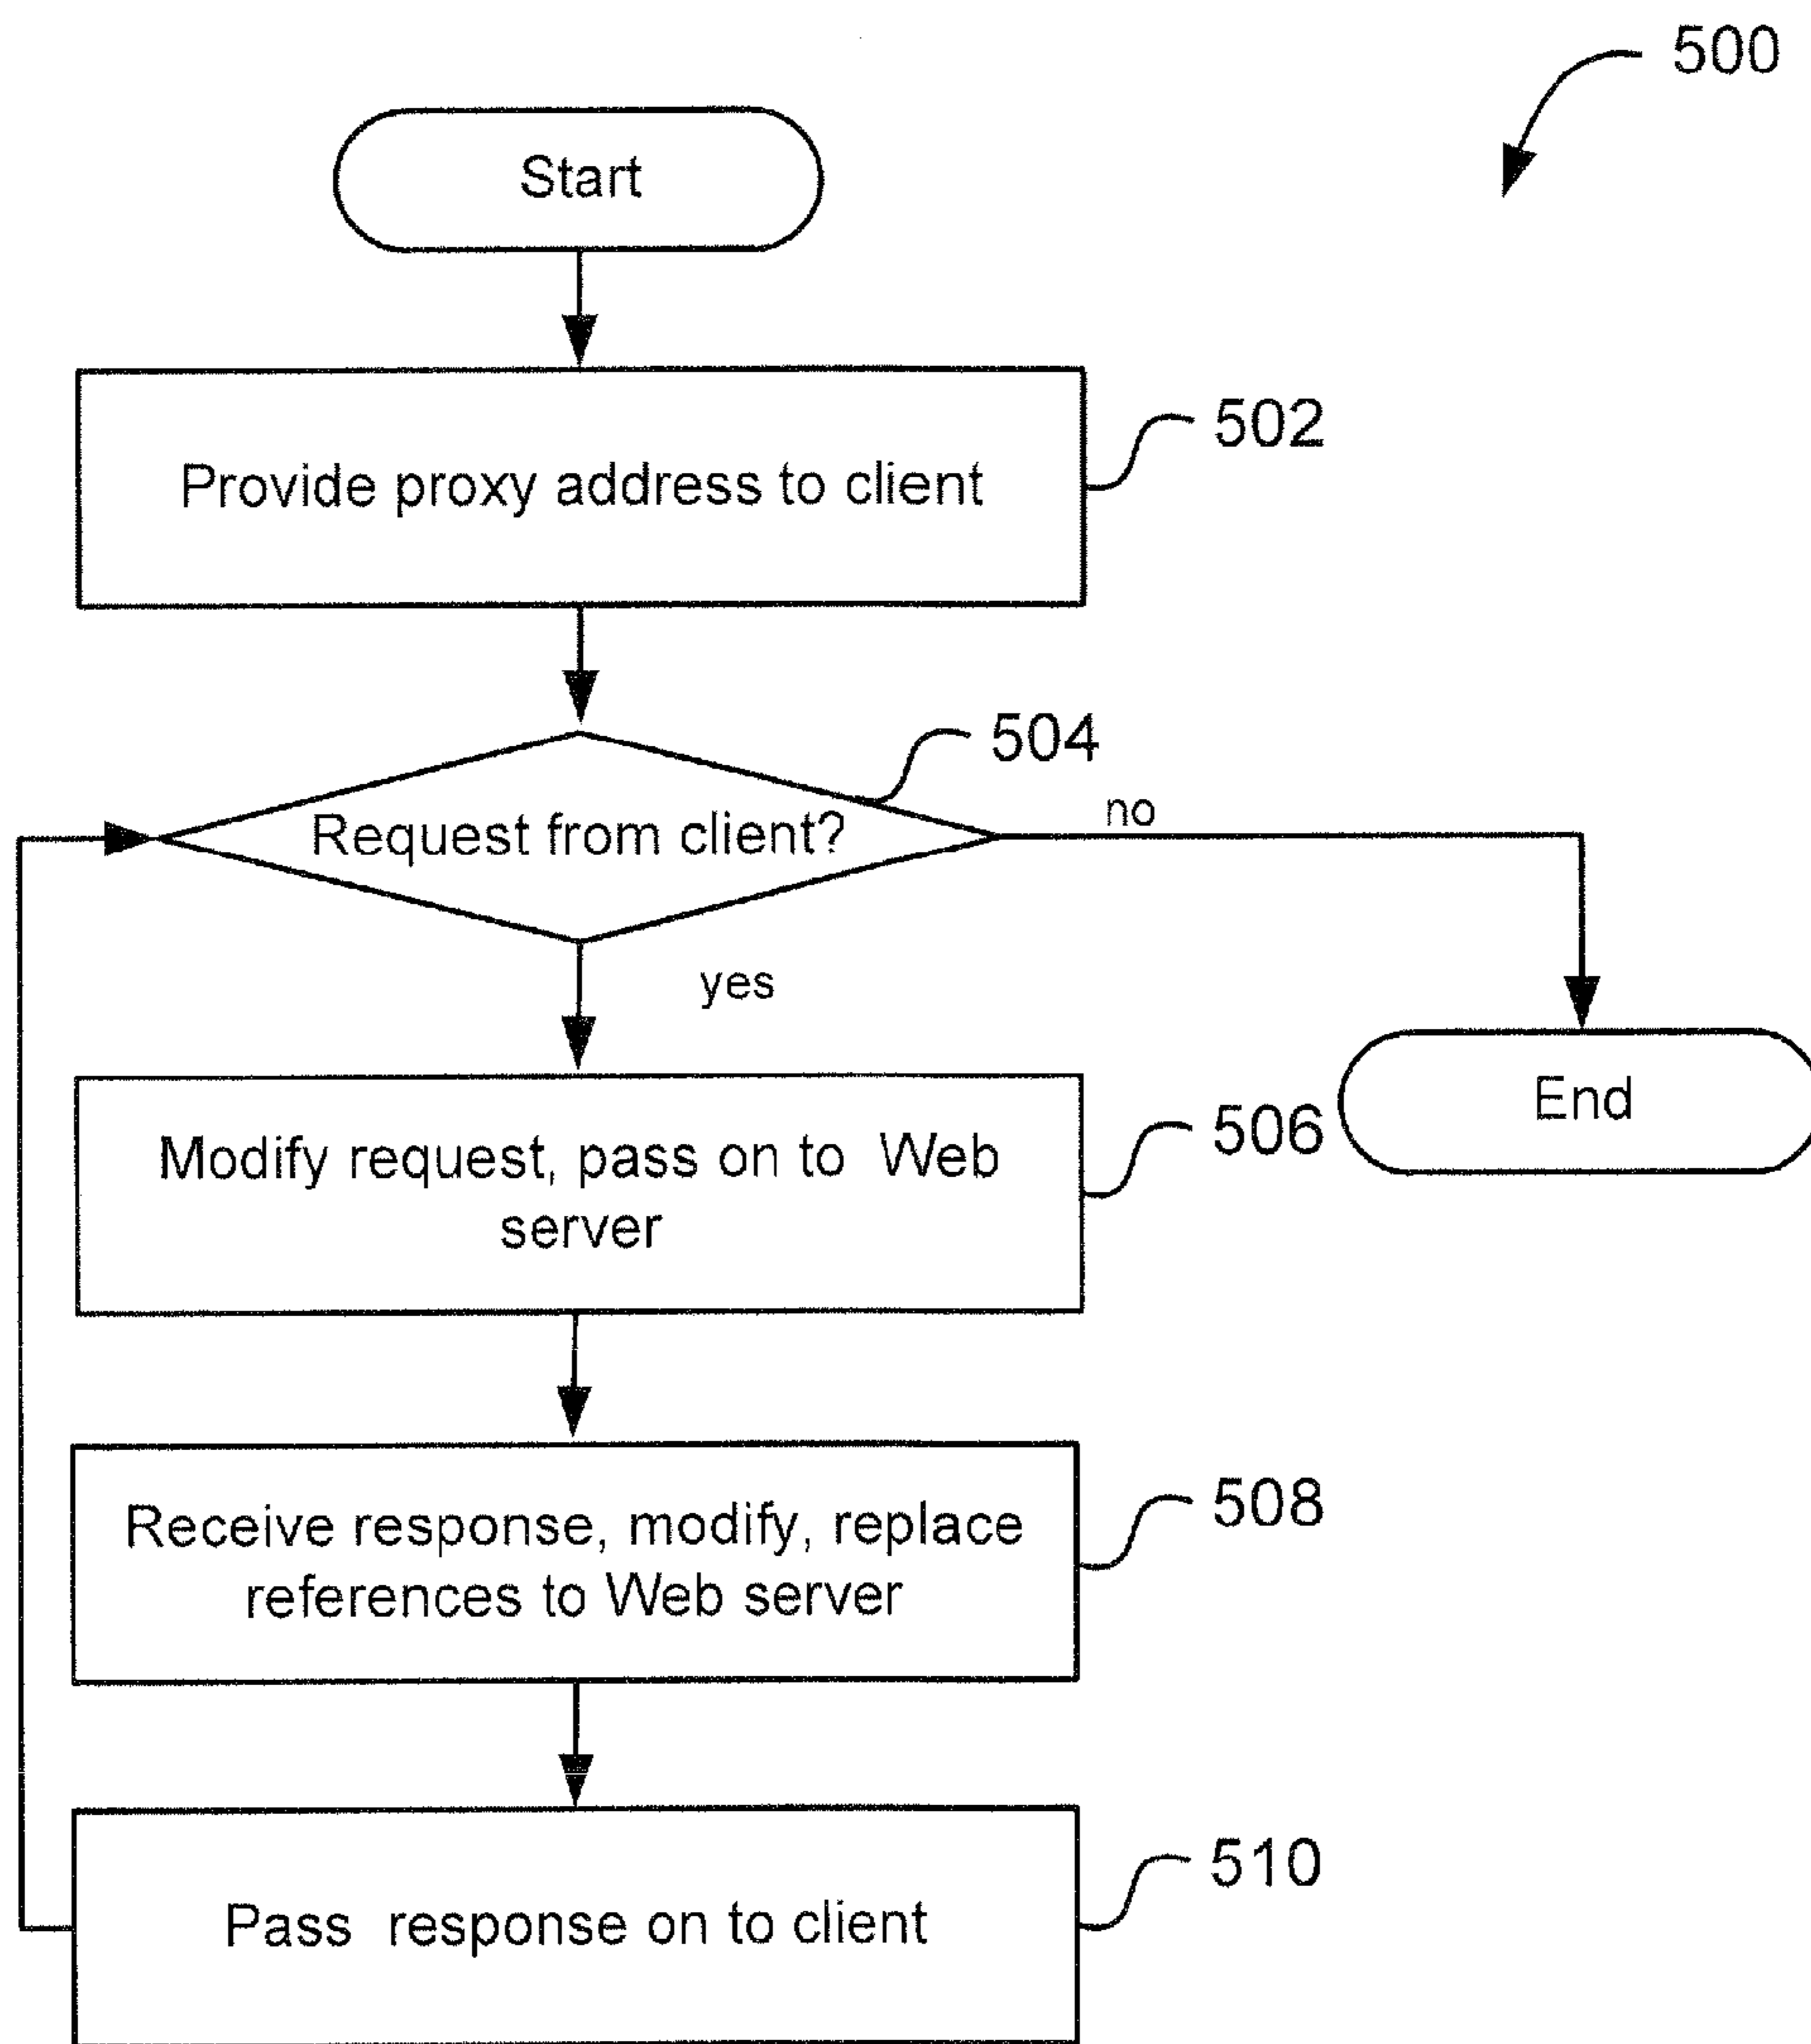 500
Start
502
Provide proxy address to client
504
no
Request from client?
yes
End
506
Modify request, pass on to Web
server
508
Receive response, modify, replace
references to Web server
510
Pass response on to client